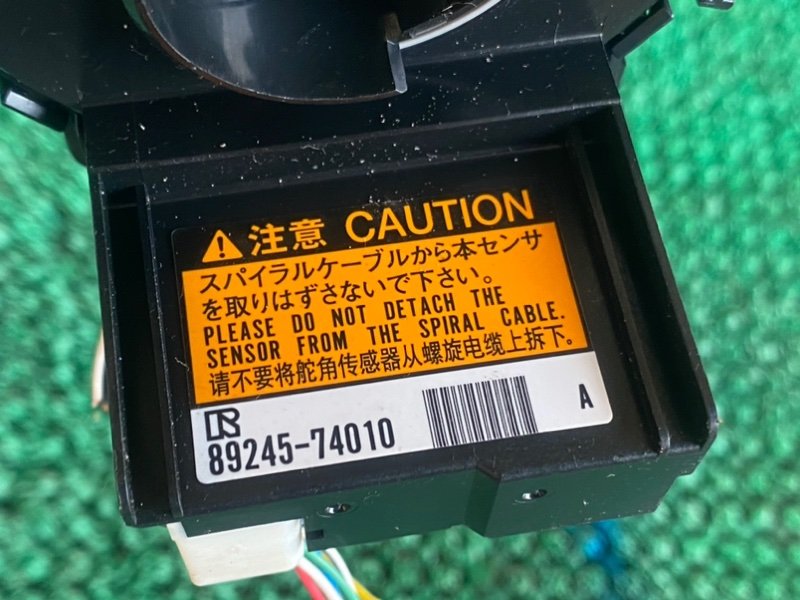 注意 CAUTION
スパイラルケーブルから本センサ
を取りはずさないで下さい。
PLEASE DO NOT DETACH THE
SENSOR FROM THE SPIRAL CABLE.
请不要将舵角传感器从螺旋电缆上拆下。
R
89245-74010
A